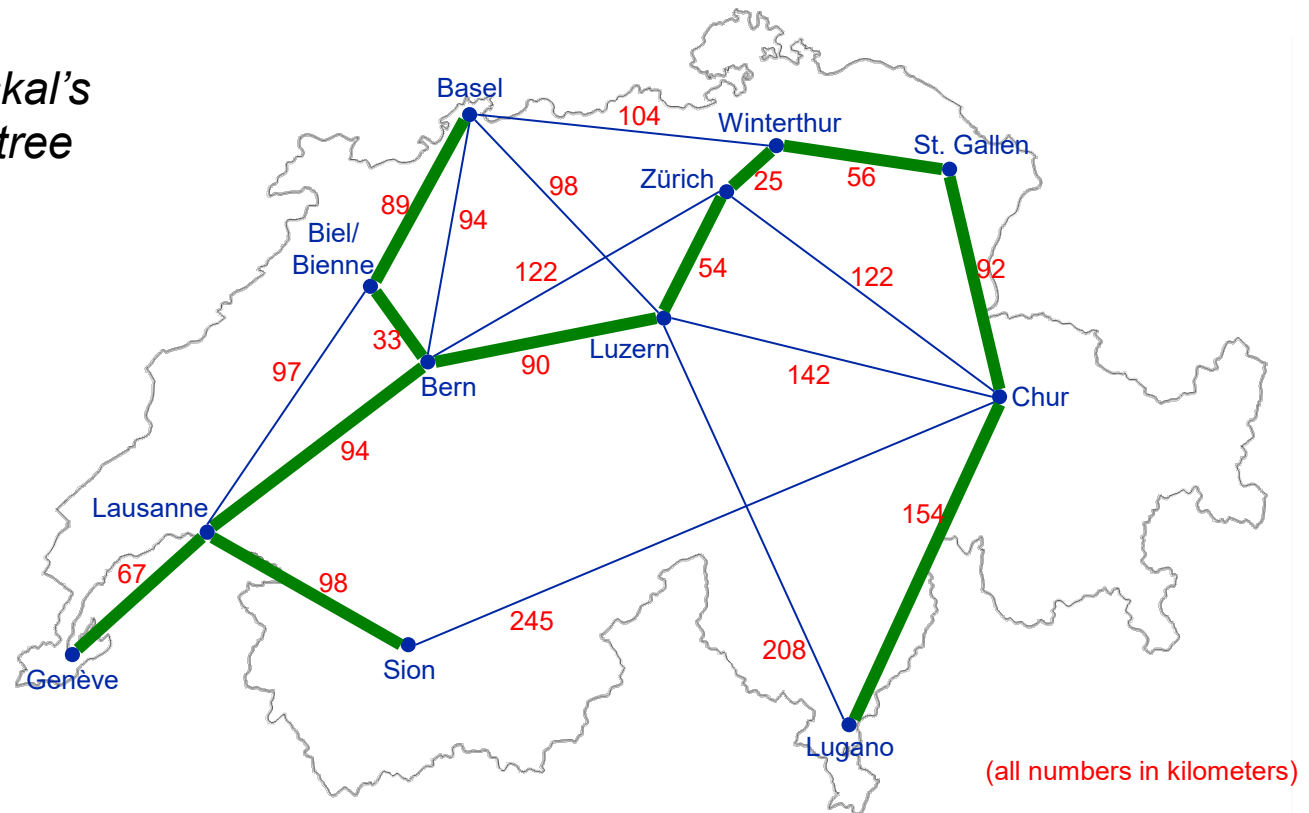 kal's
tree
Basel
104
Winterthur
St. Gallen
Zürich
25
56
98
89
94
Biel/
Bienne
122
54
122
92
33
Luzern
97
90
Bern
142
Chur
94
Lausanne
154
67
98
245
208
Genève
Sion
Lugano
(all numbers in kilometers)